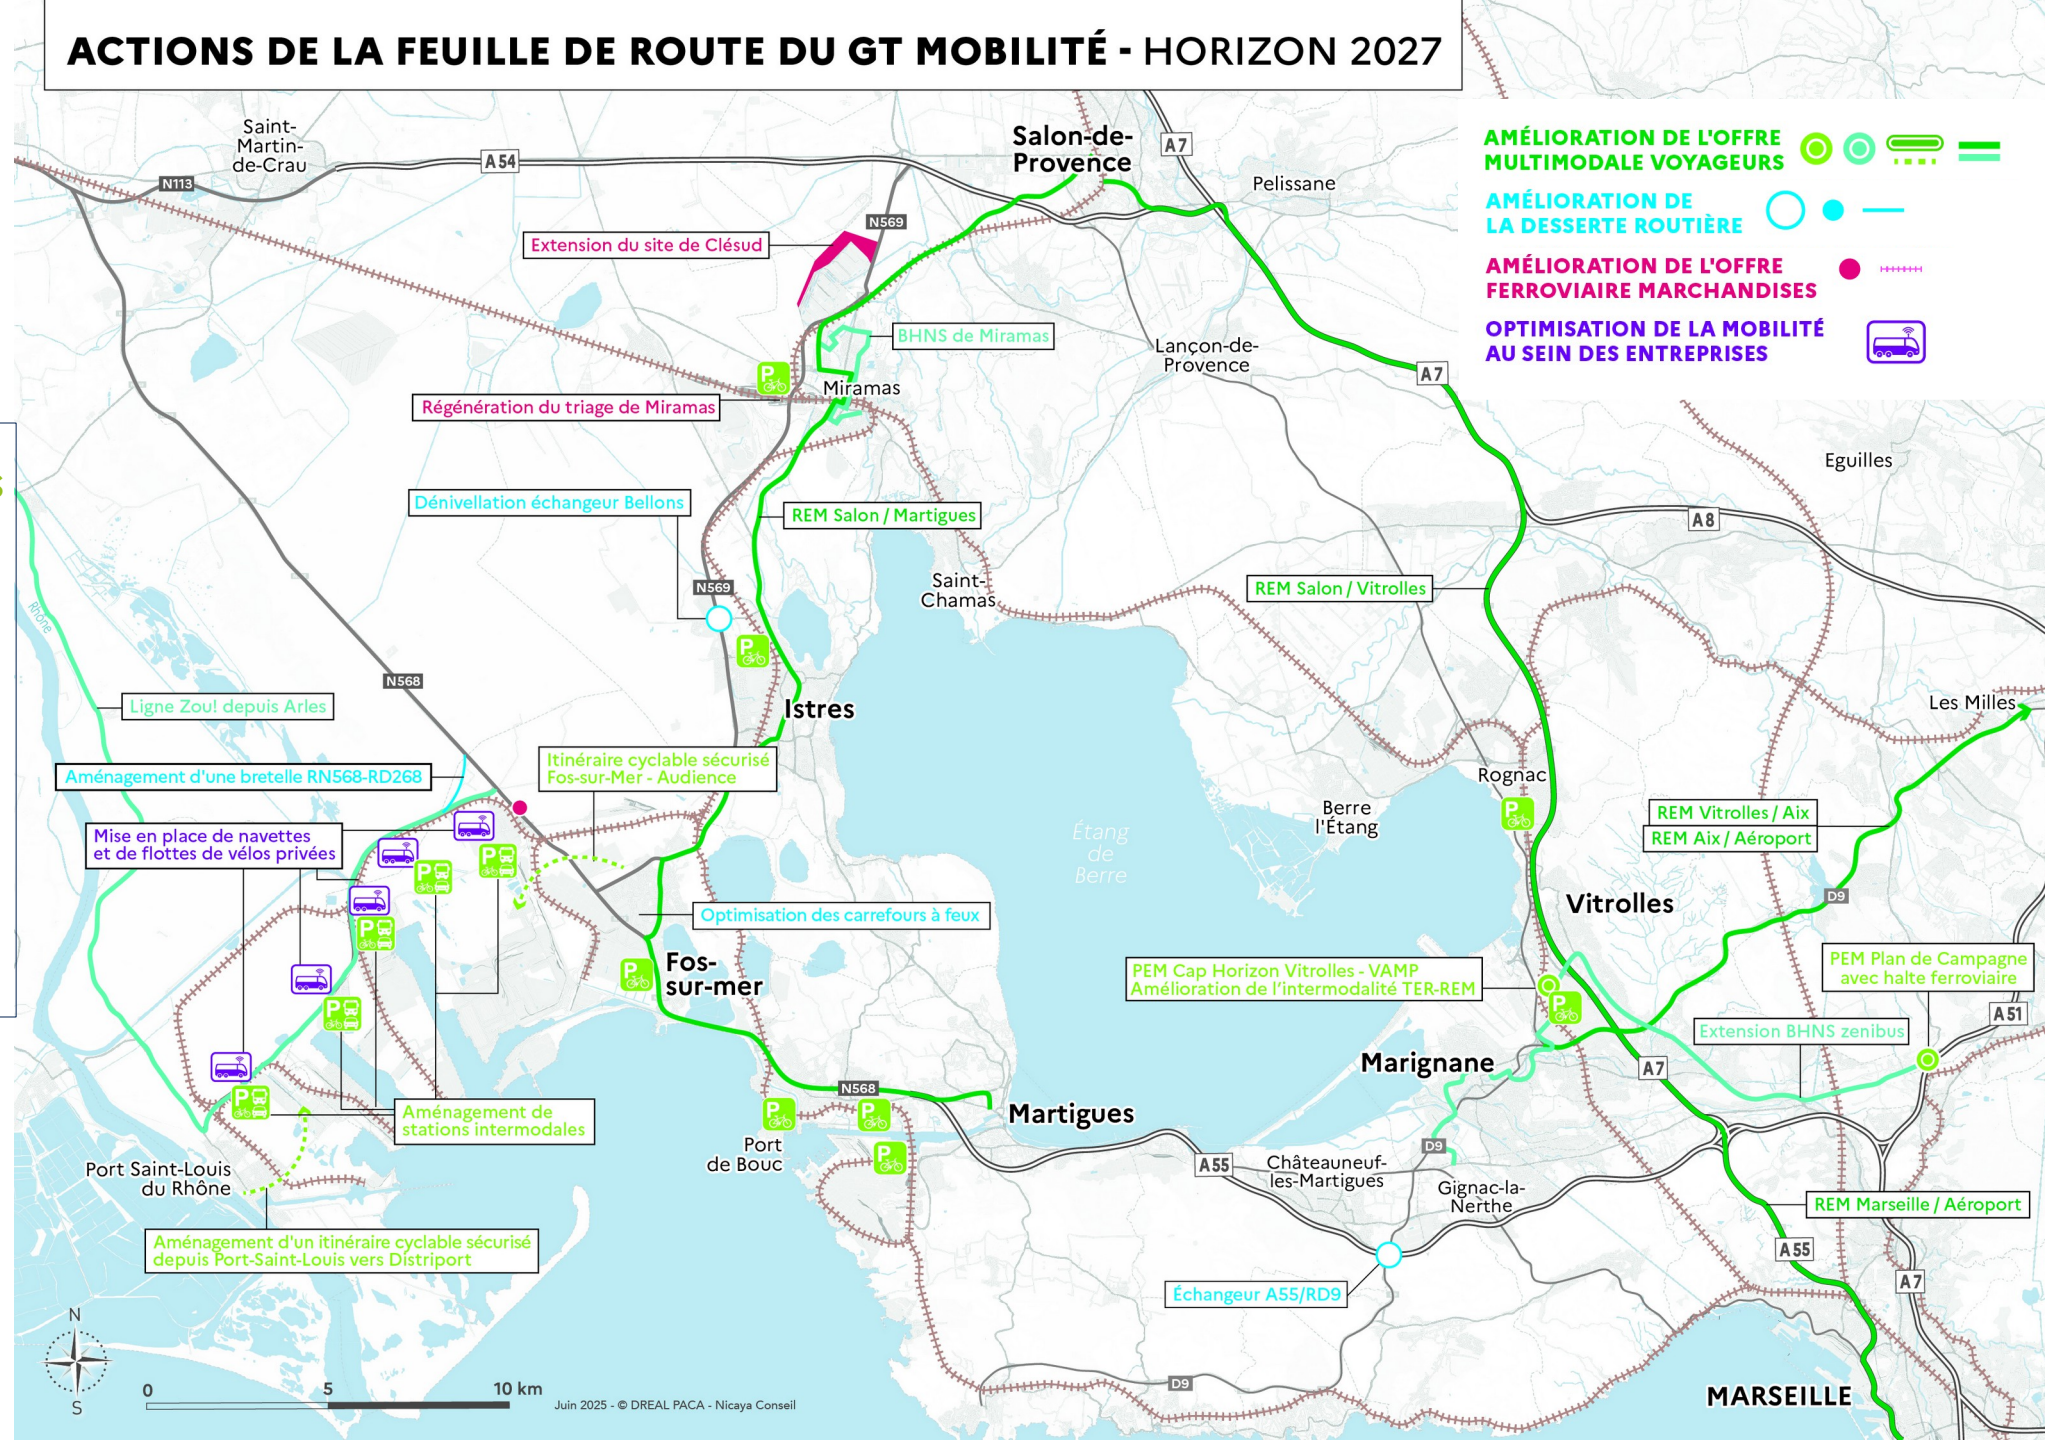 ACTIONS DE LA FEUILLE DE ROUTE DU GT MOBILITÉ - HORIZON 2027
AMÉLIORATION DE L'OFFRE
MULTIMODALE VOYAGEURS
AMÉLIORATION DE
LA DESSERTE ROUTIÈRE
AMÉLIORATION DE L'OFFRE
FERROVIAIRE MARCHANDISES
OPTIMISATION DE LA MOBILITÉ
AU SEIN DES ENTREPRISES
Saint-
Martin-
de-Crau
N113
A 54
Salon-de-
Provence
A7
Pelissane
N569
Extension du site de Clésud
BHNS de Miramas
Lançon-de-
Provence
A7
P
Miramas
Régénération du triage de Miramas
Eguilles
Dénivellation échangeur Bellons
REM Salon / Martigues
A8
N569
Saint-
Chamas
REM Salon / Vitrolles
Rhône
P
N568
Ligne Zou! depuis Arles
Istres
Les Milles
Aménagement d'une bretelle RN568-RD268
Itinéraire cyclable sécurisé
Fos-sur-Mer - Audience
Rognac
P
Berre
l'Étang
Étang
de
Berre
REM Vitrolles / Aix
REM Aix / Aéroport
Mise en place de navettes
et de flottes de vélos privées
P
P
P
D9
Vitrolles
Optimisation des carrefours à feux
Fos-
sur-mer
P
PEM Cap Horizon Vitrolles - VAMP
Amélioration de l'intermodalité TER-REM
P
PEM Plan de Campagne
avec halte ferroviaire
A51
P
Extension BHNS zenibus
Marignane
A7
P
N568
Aménagement de
stations intermodales
P
P
P
Martigues
Port
de Bouc
Port Saint-Louis
du Rhône
D9
A55
Châteauneuf-
les-Martigues
Gignac-la-
Nerthe
REM Marseille / Aéroport
Aménagement d'un itinéraire cyclable sécurisé
depuis Port-Saint-Louis vers Distriport
A55
A7
Échangeur A55/RD9
N
S
0 5 10 km
Juin 2025 - © DREAL PACA - Nicaya Conseil
D9
MARSEILLE